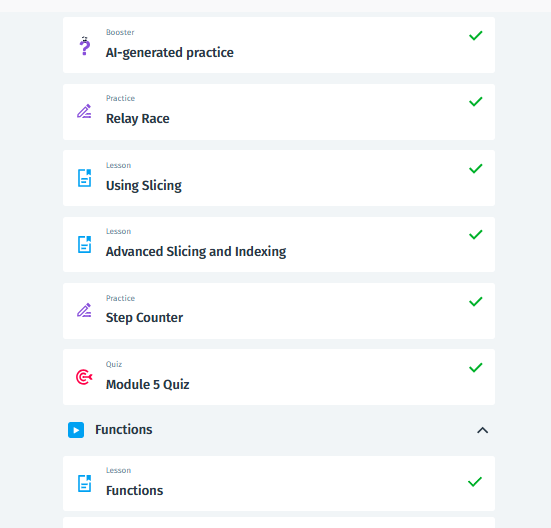 Booster
AI-generated practice
Practice
Relay Race
Lesson
Using Slicing
Lesson
Advanced Slicing and Indexing
Practice
Step Counter
Quiz
Module 5 Quiz
Functions
Lesson
Functions